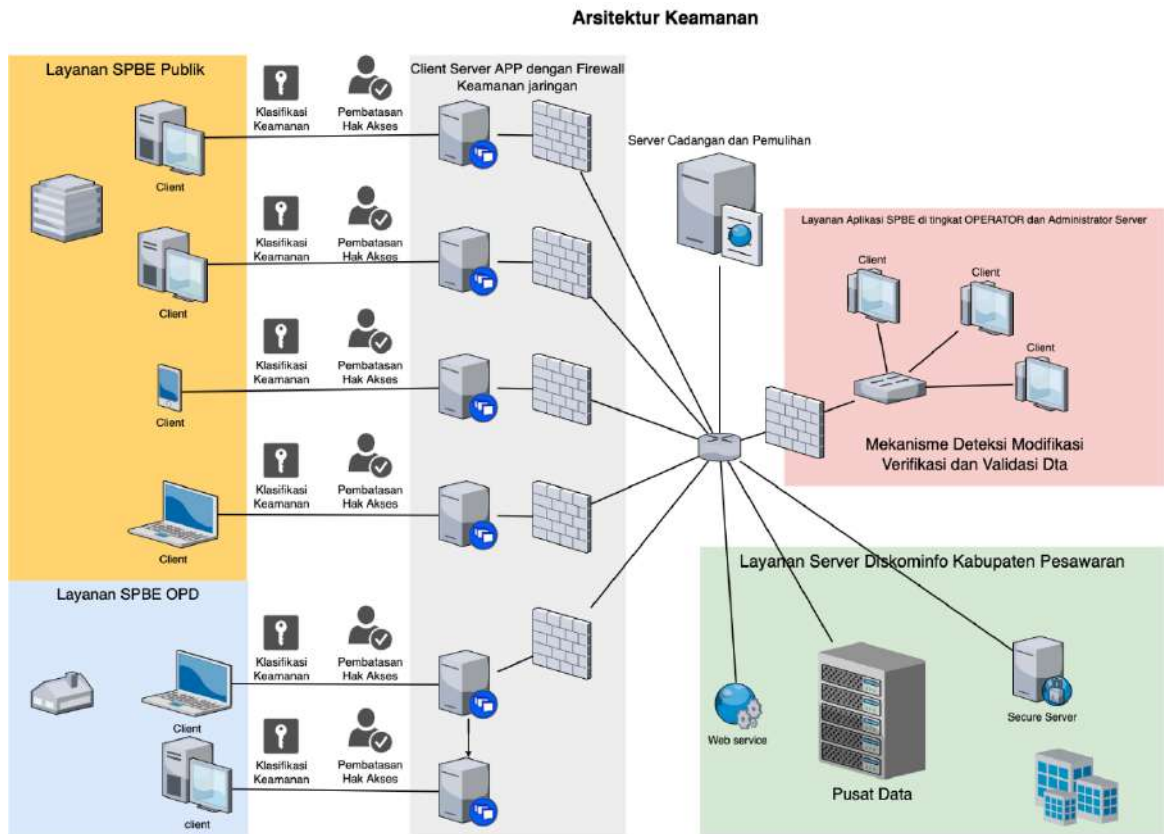 Arsitektur Keamanan
Layanan SPBE Publik
Client
Client
Client
Client
Klasifikasi
Keamanan
Pembatasan
Hak Akses
Klasifikasi
Keamanan
Pembatasan
Hak Akses
Klasifikasi
Keamanan
Pembatasan
Hak Akses
Klasifikasi
Keamanan
Pembatasan
Hak Akses
Layanan SPBE OPD
Client
client
Klasifikasi
Keamanan
Pembatasan
Hak Akses
Klasifikasi
Keamanan
Pembatasan
Hak Akses
Client Server APP dengan Firewall
Keamanan jaringan
Server Cadangan dan Pemulihan
Layanan Aplikasi SPBE di tingkat OPERATOR dan Administrator Server
Client
Client
Client
Mekanisme Deteksi Modifikasi
Verifikasi dan Validasi Dta
Layanan Server Diskominfo Kabupaten Pesawaran
Web service
Pusat Data
Secure Server